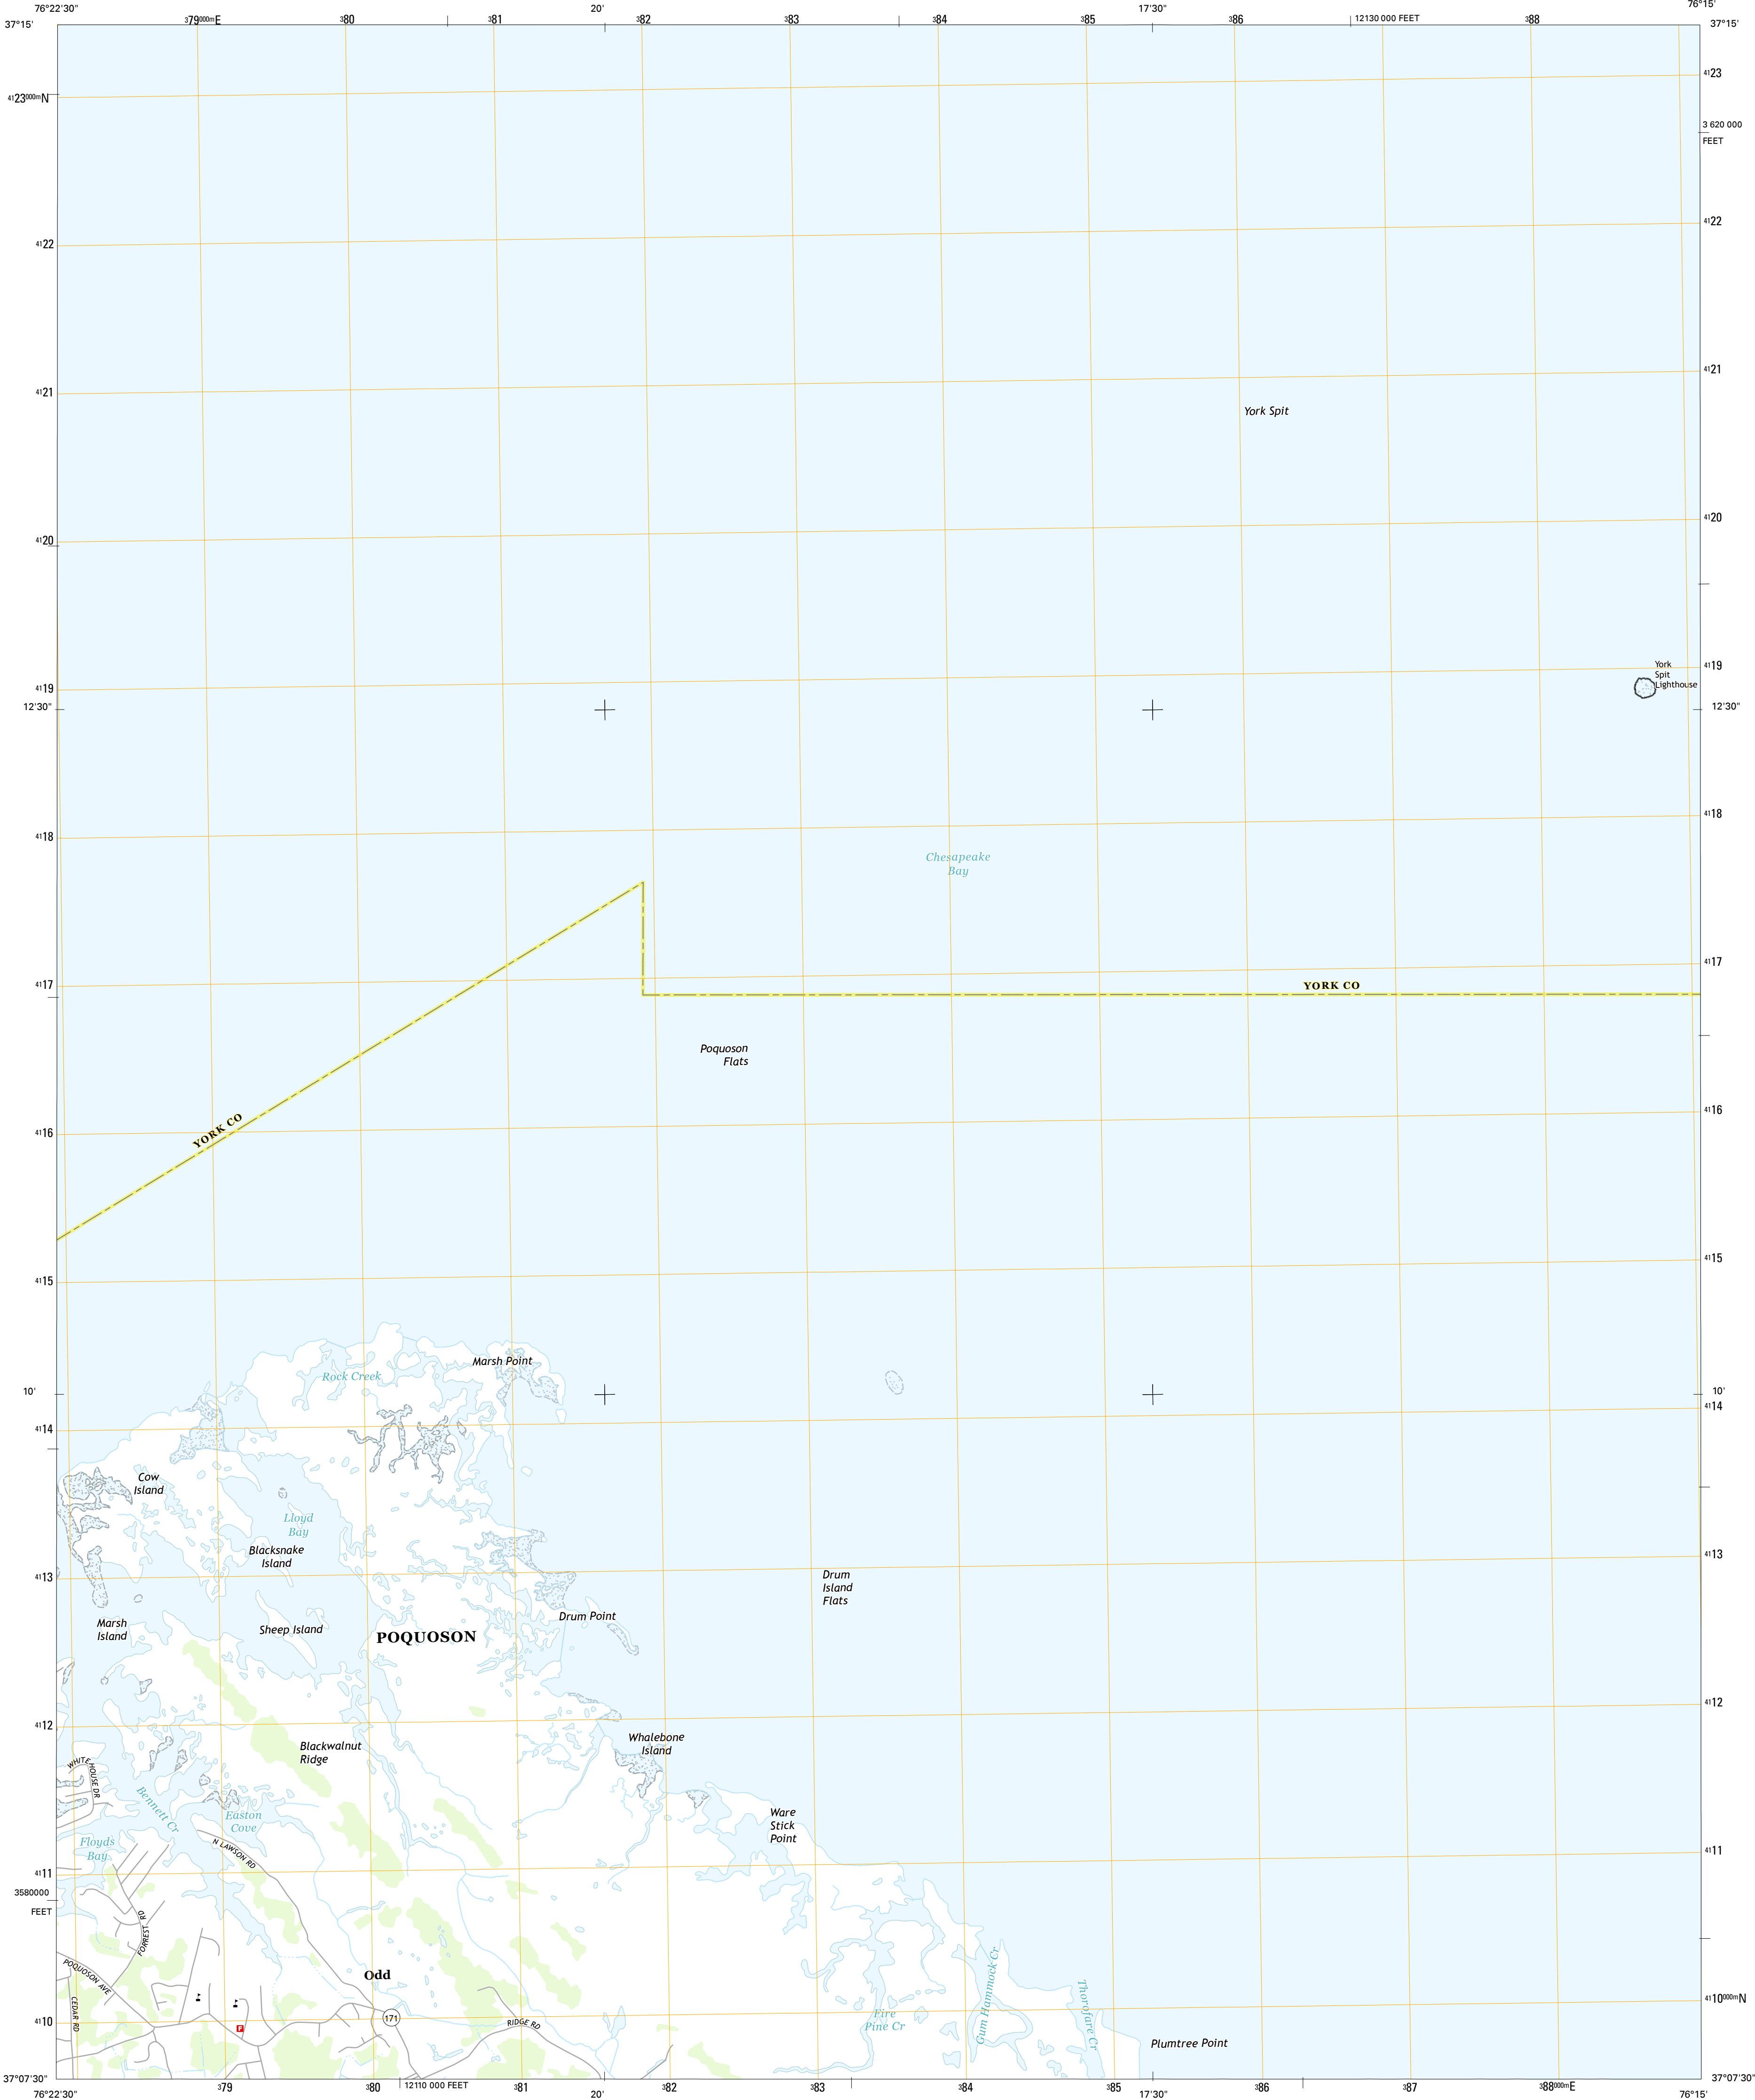 76°22'30"
20'
17'30"
76°15'
37°15'
379000mE
380
381
382
383
384
385
386
12130 000 FEET
388
37°15'
4123
4123000mN
3 620 000
FEET
4122
4122
4121
4121
York Spit
4120
4120
4119
York
Spit
Lighthouse
4119
12'30"
12'30"
4118
4118
Chesapeake
Bay
4117
4117
YORK CO
Poquoson
Flats
4116
4116
YORK CO
4115
4115
Marsh Point
Rock Creek
10'
10'
4114
4114
Cow
Island
Lloyd
Bay
Blacksnake
Island
4113
4113
Drum
Island
Flats
Drum Point
Marsh
Island
Sheep Island
POQUOSON
4112
4112
Whalebone
Island
Blackwalnut
Ridge
WHITE HOUSE DR
Bennett Cr
Easton
Cove
Ware
Stick
Point
Floyds
Bay
N LAWSON RD
4111
4111
3580000
FEET
FORREST RD
POQUOSON AVE
Odd
Gum Hammock Cr
Thorofare Cr
CEDAR RD
4110000mN
4110
171
RIDGE RD
Fire
Pine Cr
F
Plumtree Point
37°07'30"
37°07'30"
76°22'30"
379
380
12110 000 FEET
381
20'
382
383
384
385
17'30"
386
387
388000mE
76°15'